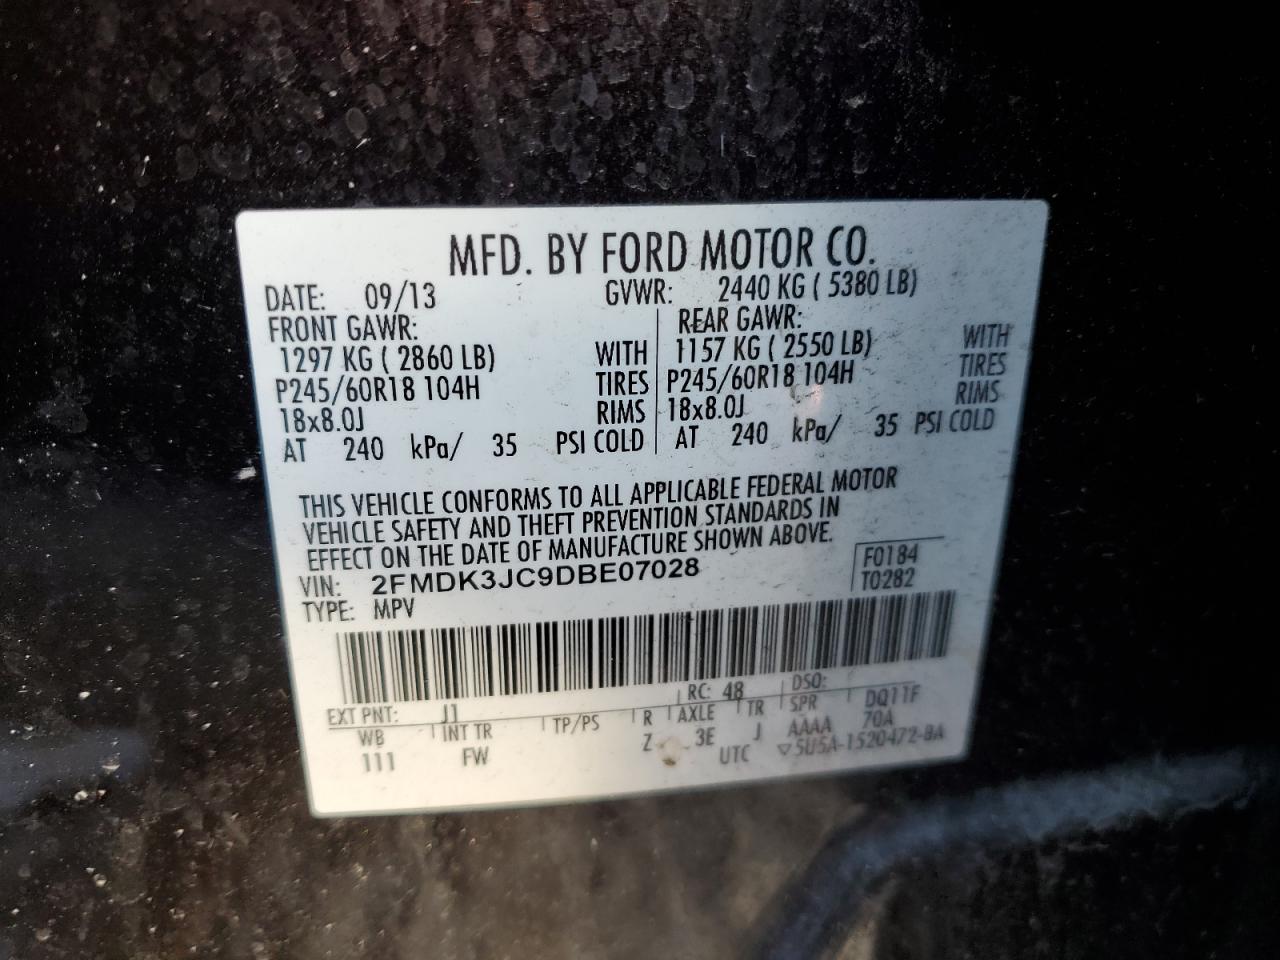 MFD. BY FORD MOTOR CO.
DATE: 09/13 GVWR: 2440 KG ( 5380 LB)
FRONT GAWR: REAR GAWR:
1297 KG ( 2860 LB) WITH 1157 KG ( 2550 LB) WITH
P245/60R18 104H TIRES P245/60R18 104H TIRES
18x8.0J RIMS 18x8.0J RIMS
AT 240 kPa/ 35 PSI COLD AT 240 kPa/ 35 PSI COLD
THIS VEHICLE CONFORMS TO ALL APPLICABLE FEDERAL MOTOR
VEHICLE SAFETY AND THEFT PREVENTION STANDARDS IN
EFFECT ON THE DATE OF MANUFACTURE SHOWN ABOVE.
VIN: 2FMDK3JC9DBE07028 F0184
TYPE: MPV T0282
EXT PNT: J1 RC: 48 DSO:
WB INT TR TP/PS R AXLE TR SPR DQ11F
111 FW Z 3E J AAAA 70A
UTC ▽5U5A-1520472-BA